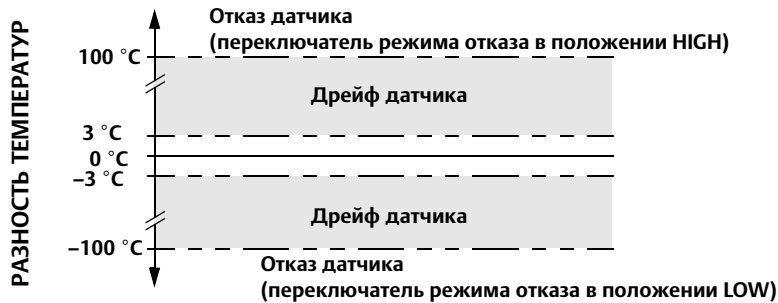 РАЗНОСТЬ ТЕМПЕРАТУР
Отказ датчика
(переключатель режима отказа в положении HIGH)
100 °C
Дрейф датчика
3 °C
0 °C
–3 °C
Дрейф датчика
–100 °C
Отказ датчика
(переключатель режима отказа в положении LOW)